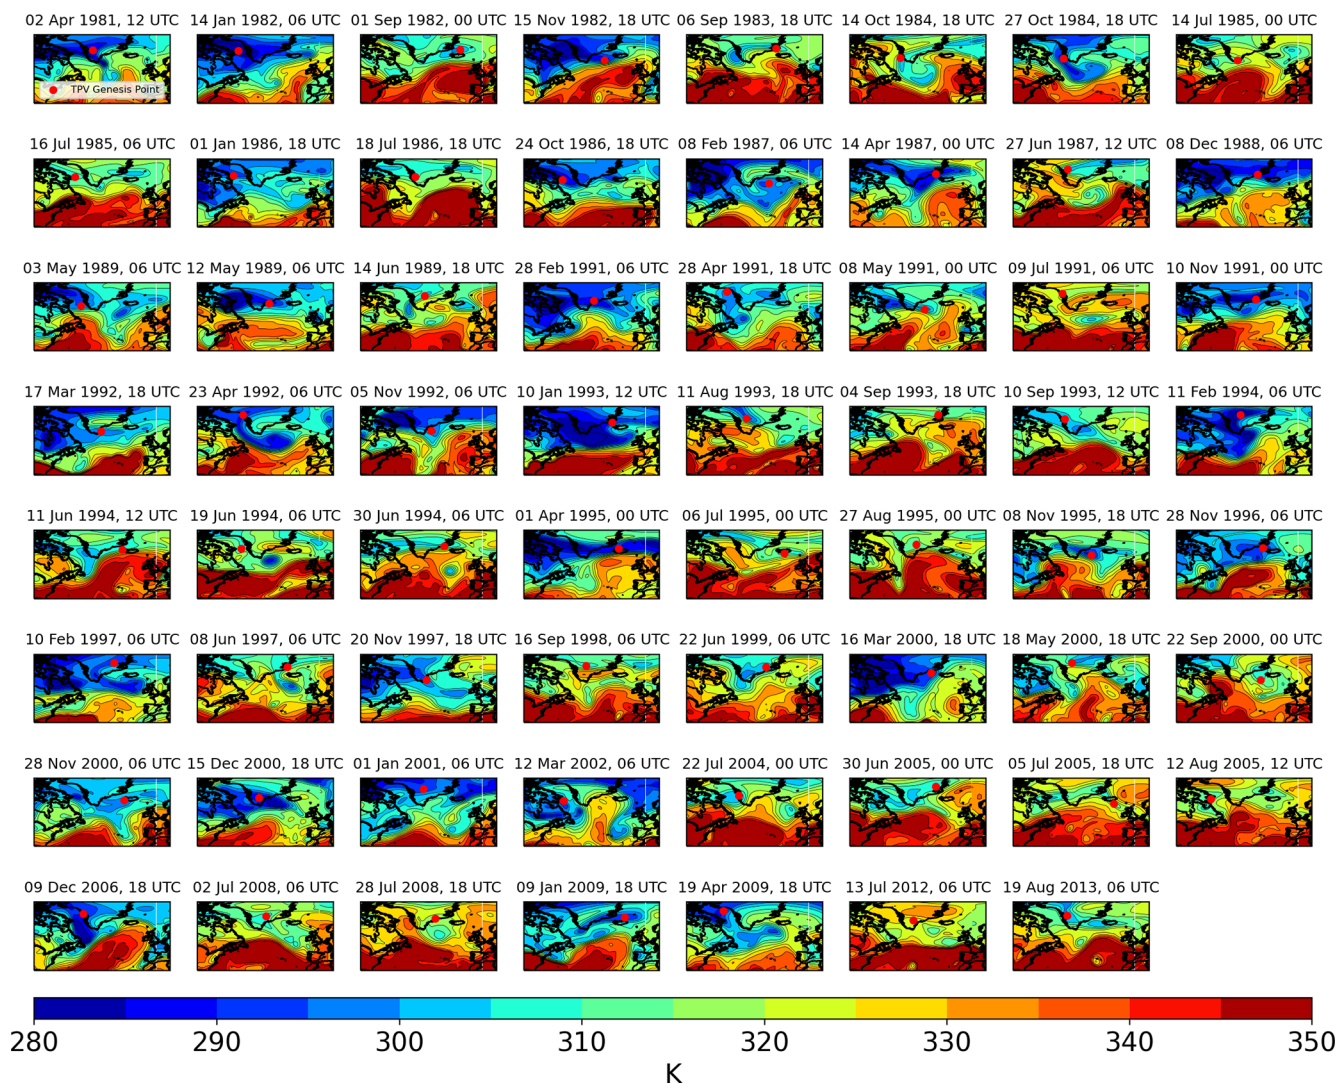 02 Apr 1981, 12 UTC 14 Jan 1982, 06 UTC 01 Sep 1982, 00 UTC 15 Nov 1982, 18 UTC 06 Sep 1983, 18 UTC 14 Oct 1984, 18 UTC 27 Oct 1984, 18 UTC 14 Jul 1985, 00 UTC
TPV Genesis Point
16 Jul 1985, 06 UTC 01 Jan 1986, 18 UTC 18 Jul 1986, 18 UTC 24 Oct 1986, 18 UTC 08 Feb 1987, 06 UTC 14 Apr 1987, 00 UTC 27 Jun 1987, 12 UTC 08 Dec 1988, 06 UTC
03 May 1989, 06 UTC 12 May 1989, 06 UTC 14 Jun 1989, 18 UTC 28 Feb 1991, 06 UTC 28 Apr 1991, 18 UTC 08 May 1991, 00 UTC 09 Jul 1991, 06 UTC 10 Nov 1991, 00 UTC
17 Mar 1992, 18 UTC 23 Apr 1992, 06 UTC 05 Nov 1992, 06 UTC 10 Jan 1993, 12 UTC 11 Aug 1993, 18 UTC 04 Sep 1993, 18 UTC 10 Sep 1993, 12 UTC 11 Feb 1994, 06 UTC
11 Jun 1994, 12 UTC 19 Jun 1994, 06 UTC 30 Jun 1994, 06 UTC 01 Apr 1995, 00 UTC 06 Jul 1995, 00 UTC 27 Aug 1995, 00 UTC 08 Nov 1995, 18 UTC 28 Nov 1996, 06 UTC
10 Feb 1997, 06 UTC 08 Jun 1997, 06 UTC 20 Nov 1997, 18 UTC 16 Sep 1998, 06 UTC 22 Jun 1999, 06 UTC 16 Mar 2000, 18 UTC 18 May 2000, 18 UTC 22 Sep 2000, 00 UTC
28 Nov 2000, 06 UTC 15 Dec 2000, 18 UTC 01 Jan 2001, 06 UTC 12 Mar 2002, 06 UTC 22 Jul 2004, 00 UTC 30 Jun 2005, 00 UTC 05 Jul 2005, 18 UTC 12 Aug 2005, 12 UTC
09 Dec 2006, 18 UTC 02 Jul 2008, 06 UTC 28 Jul 2008, 18 UTC 09 Jan 2009, 18 UTC 19 Apr 2009, 18 UTC 13 Jul 2012, 06 UTC 19 Aug 2013, 06 UTC
280 290 300 310 320 330 340 350
K